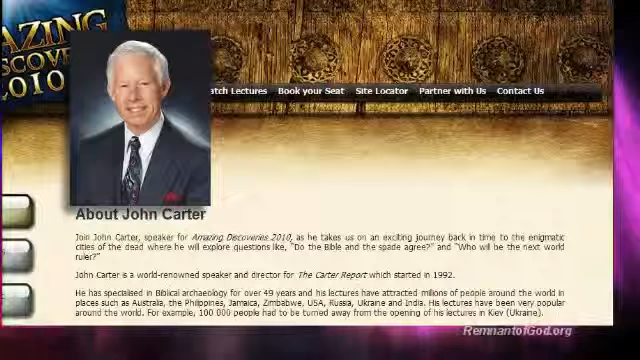 AZING
SCOVE
2010
atch Lectures Book your Seat Site Locator Partner with Us Contact Us
About John Carter
Join John Carter, speaker for Amazing Discoveries 2010, as he takes us on an exciting journey back in time to the enigmatic
cities of the dead where he will explore questions like, "Do the Bible and the spade agree?" and "Who will be the next world
ruler?"
John Carter is a world-renowned speaker and director for The Carter Report which started in 1992.
He has specialised in Biblical archaeology for over 49 years and his lectures have attracted millions of people around the world in
places such as Australia, the Philippines, Jamaica, Zimbabwe, USA, Russia, Ukraine and India. His lectures have been very popular
around the world. For example, 100 000 people had to be turned away from the opening of his lectures in Kiev (Ukraine).
RemnantofGod.org